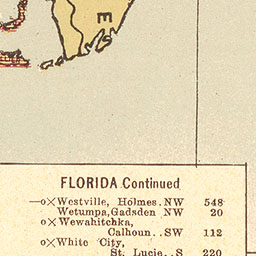 E
FLORIDA Continued
—o×Westville, Holmes.NW 548
Wetumpa,Gadsden NW 20
o×Wewahitchka,
Calhoun..SW 112
o×White City,
St. Lucie..S 220